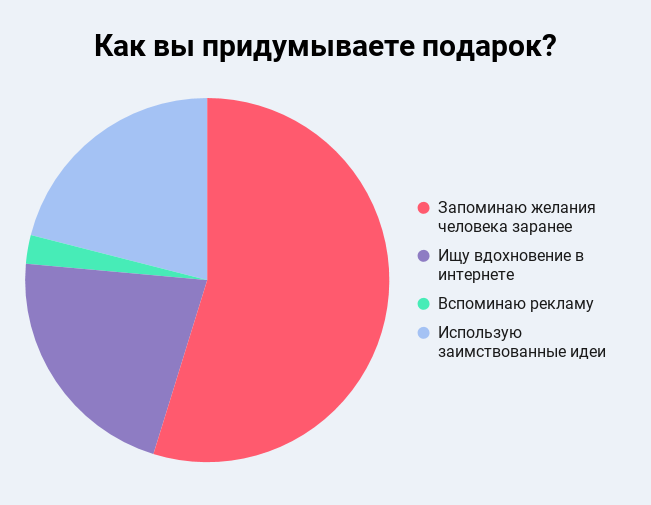 Как вы придумываете подарок?
Запоминаю желания
человека заранее
Ищу вдохновение в
интернете
Вспоминаю рекламу
Использую
заимствованные идеи